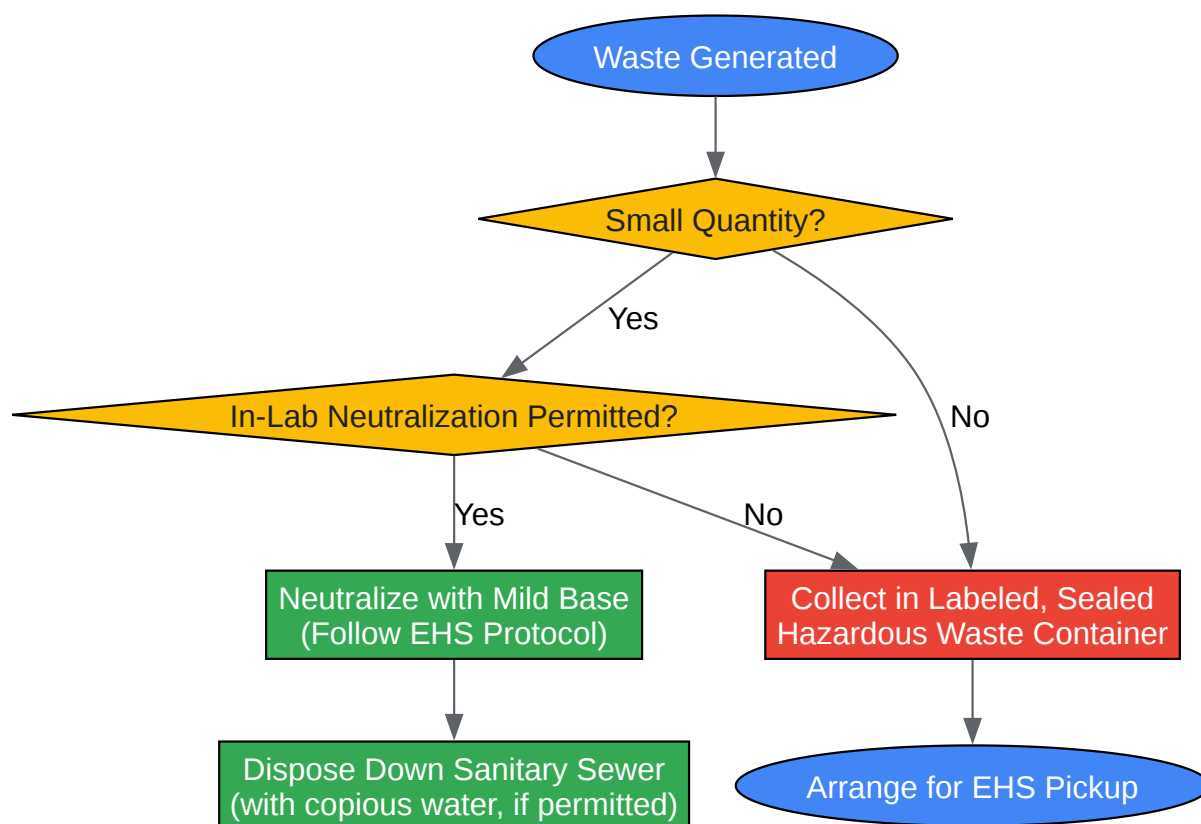 Waste Generated
Small Quantity?
Yes
In-Lab Neutralization Permitted?
No
Yes
No
Neutralize with Mild Base
(Follow EHS Protocol)
Collect in Labeled, Sealed
Hazardous Waste Container
Dispose Down Sanitary Sewer
(with copious water, if permitted)
Arrange for EHS Pickup